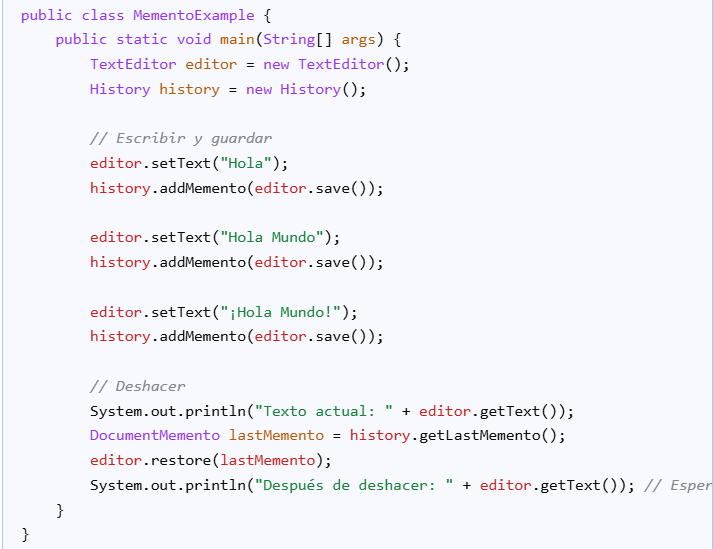 public class MementoExample {
    public static void main(String[] args) {
        TextEditor editor = new TextEditor();
        History history = new History();

        // Escribir y guardar
        editor.setText("Hola");
        history.addMemento(editor.save());

        editor.setText("Hola Mundo");
        history.addMemento(editor.save());

        editor.setText("¡Hola Mundo!");
        history.addMemento(editor.save());

        // Deshacer
        System.out.println("Texto actual: " + editor.getText());
        DocumentMemento lastMemento = history.getLastMemento();
        editor.restore(lastMemento);
        System.out.println("Después de deshacer: " + editor.getText()); // Esper
    }
}